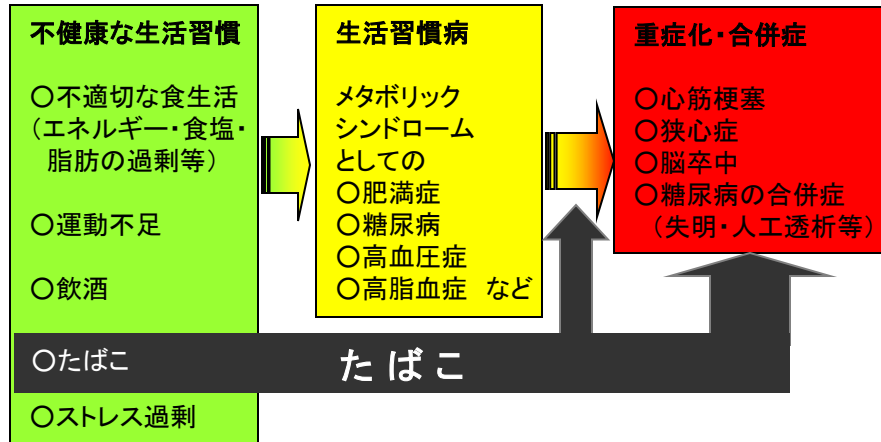 不健康な生活習慣
〇不適切な食生活
（エネルギー・食塩・
脂肪の過剰等）
〇運動不足
〇飲酒
〇たばこ
〇ストレス過剰
生活習慣病
メタボリック
シンドローム
としての
〇肥満症
〇糖尿病
〇高血圧症
〇高脂血症　など
重症化・合併症
〇心筋梗塞
〇狭心症
〇脳卒中
〇糖尿病の合併症
（失明・人工透析等）
たばこ